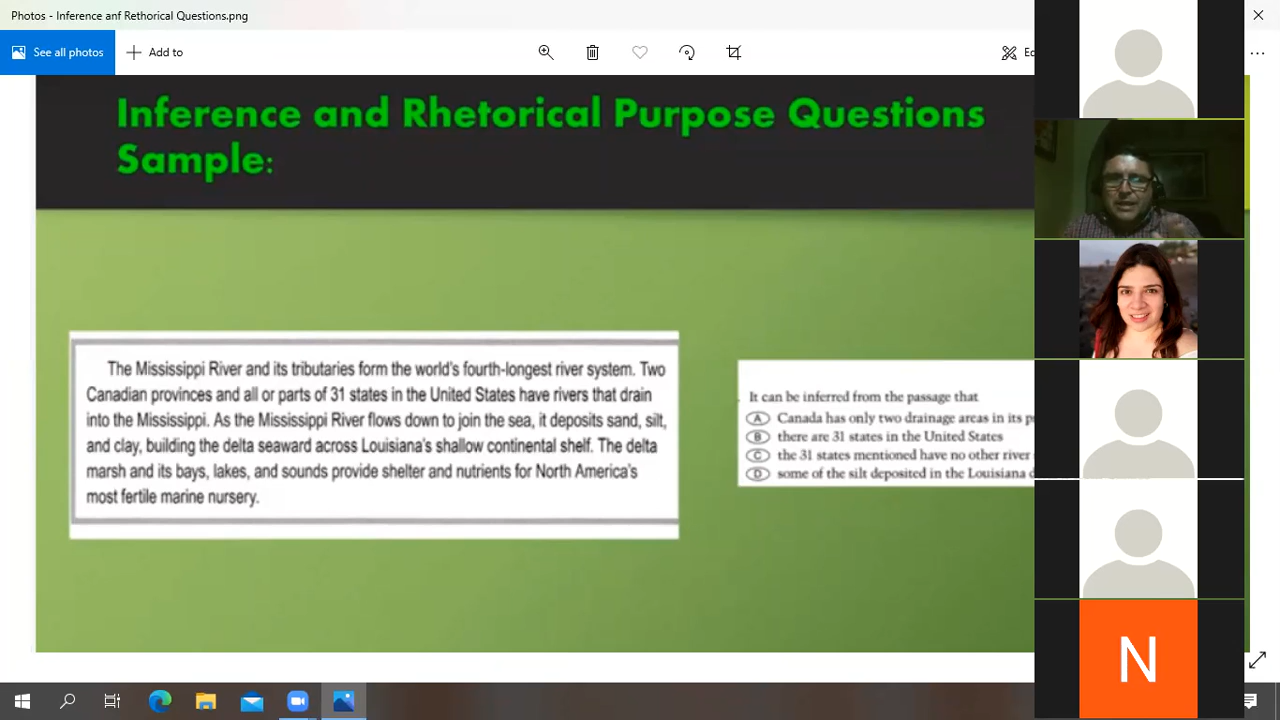 Photos - Inference anf Rethorical Questions.png
See all photos
Add to
Inference and Rhetorical Purpose Questions
Sample:
The Mississippi River and its tributaries form the world's fourth-longest river system. Two
Canadian provinces and all or parts of 31 states in the United States have rivers that drain
into the Mississippi. As the Mississippi River flows down to join the sea, it deposits sand, silt,
and clay, building the delta seaward across Louisiana's shallow continental shelf. The delta
marsh and its bays, lakes, and sounds provide shelter and nutrients for North America's
most fertile marine nursery.
It can be inferred from the passage that
A Canada has only two drainage areas in its
B there are 31 states in the United States
C the 31 states mentioned have no other river
D some of the silt deposited in the Louisiana
N